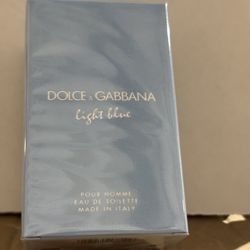 DOLCE & GABBANA
light blue
POUR HOMME
EAU DE TOILETTE
MADE IN ITALY